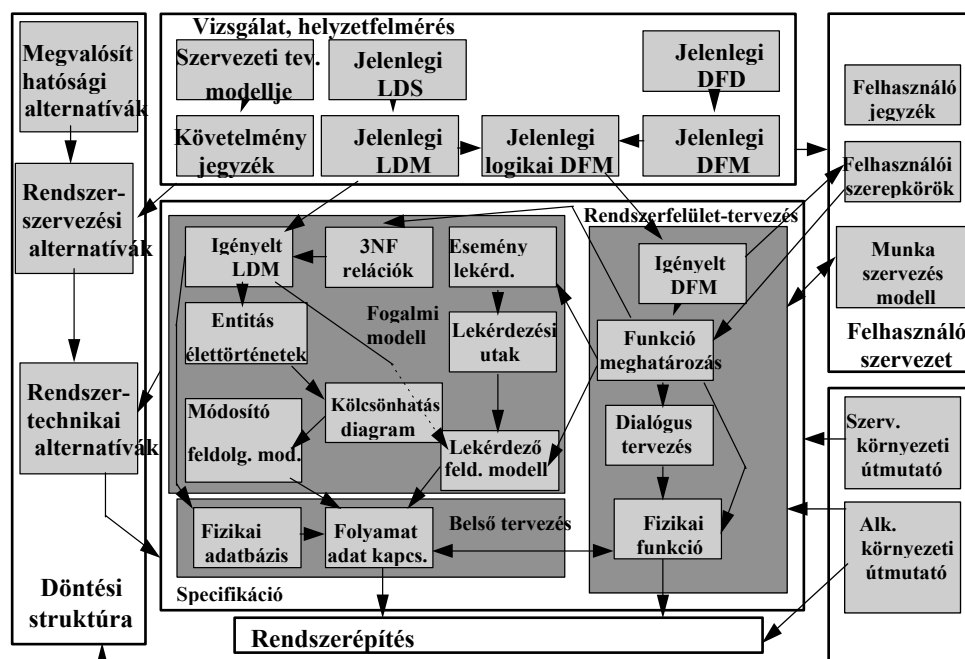 Megvalósít
hatósági
alternatívák
Rendszer-
szervezési
alternatívák
Rendszer-
technikai
alternatívák
Döntési
struktúra
Vizsgálat, helyzetfelmérés
Szervezeti tev.
modellje
Jelenlegi
LDS
Jelenlegi
DFD
Követelmény
jegyzék
Jelenlegi
LDM
Jelenlegi
logikai DFM
Jelenlegi
DFM
Igényelt
LDM
3NF
relációk
Esemény
lekérd.
Entitás
élettörténetek
Fogalmi
modell
Lekérdezési
utak
Módosító
feldolg. mod.
Kölcsönhatás
diagram
Lekérdező
feld. modell
Fizikai
adatbázis
Folyamat
adat kapcs.
Belső tervezés
Specifikáció
Rendszerfelület-tervezés
Igényelt
DFM
Funkció
meghatározás
Dialógus
tervezés
Fizikai
funkció
Rendszerépítés
Felhasználó
jegyzék
Felhasználói
szerepkörök
Munka
szervezés
modell
Felhasználó
szervezet
Szerv.
környezeti
útmutató
Alk.
környezeti
útmutató